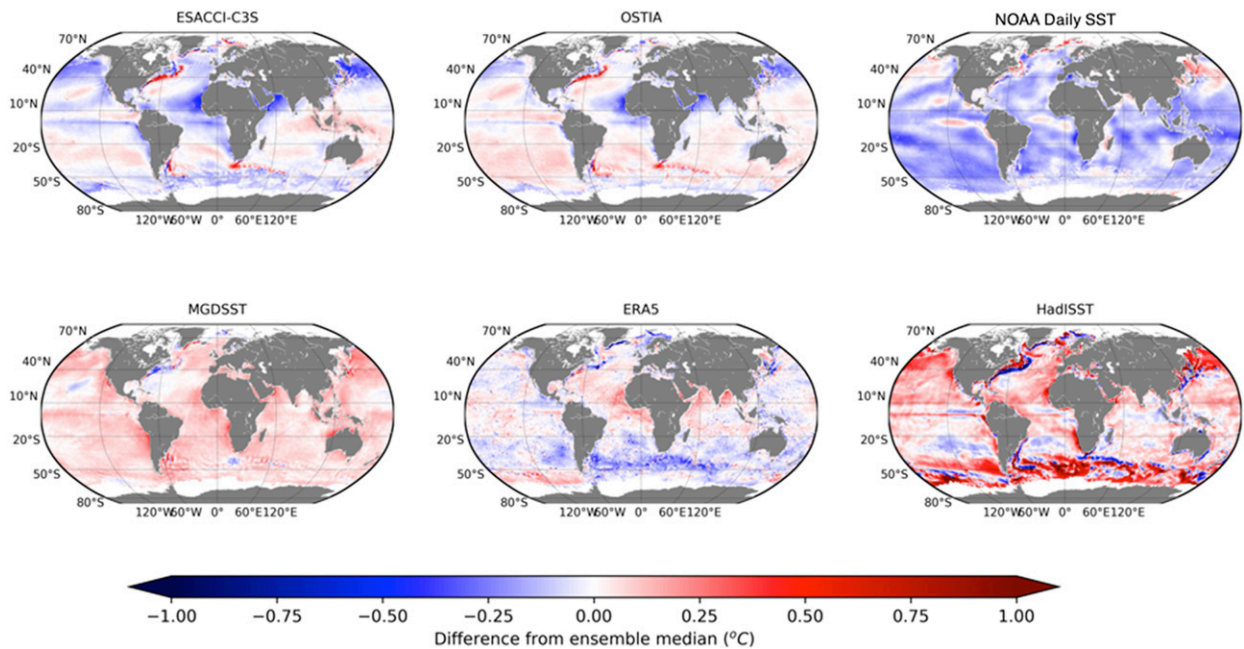 ESACCI-C3S
OSTIA
NOAA Daily SST
70°N
40°N
10°N
20°S
50°S
80°S
120°W60°W 0° 60°E120°E
70°N
40°N
10°N
20°S
50°S
80°S
120°W60°W 0° 60°E120°E
70°N
40°N
10°N
20°S
50°S
80°S
120°W60°W 0° 60°E120°E
MGDSST
ERA5
HadISST
70°N
40°N
10°N
20°S
50°S
80°S
120°W60°W 0° 60°E120°E
70°N
40°N
10°N
20°S
50°S
80°S
120°W60°W 0° 60°E120°E
70°N
40°N
10°N
20°S
50°S
80°S
120°W60°W 0° 60°E120°E
−1.00 −0.75 −0.50 −0.25 0.00 0.25 0.50 0.75 1.00
Difference from ensemble median (°C)